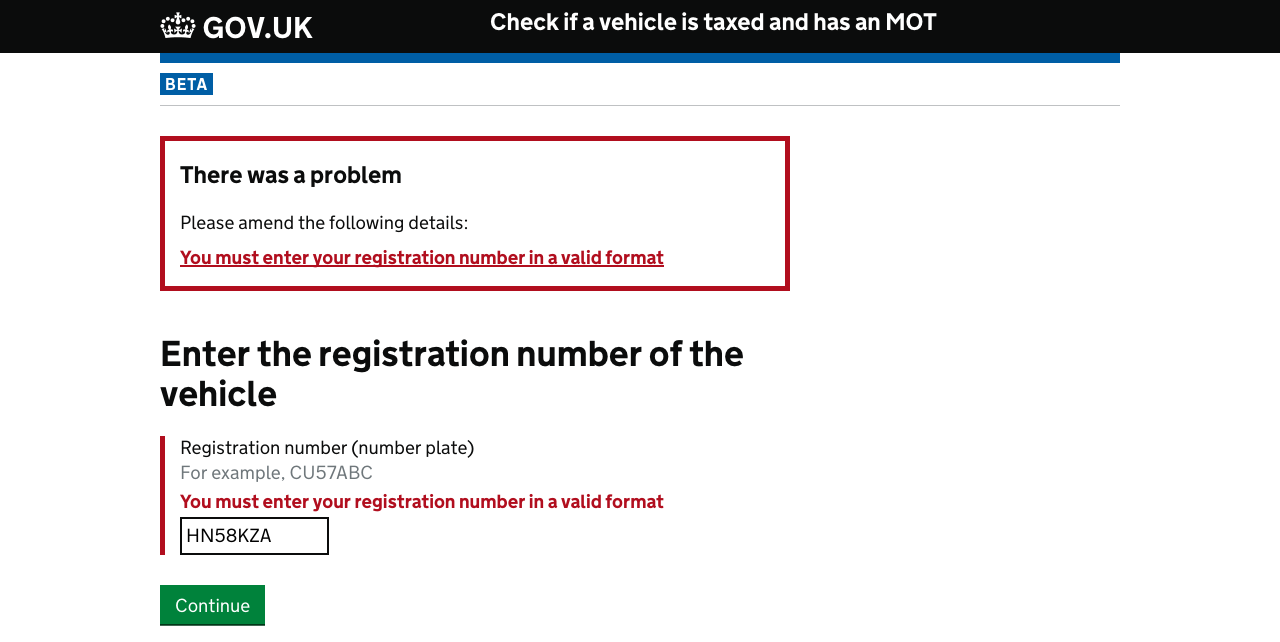 GOV.UK
Check if a vehicle is taxed and has an MOT
BETA
There was a problem
Please amend the following details:
You must enter your registration number in a valid format
Enter the registration number of the
vehicle
Registration number (number plate)
For example, CU57ABC
You must enter your registration number in a valid format
HN58KZA
Continue